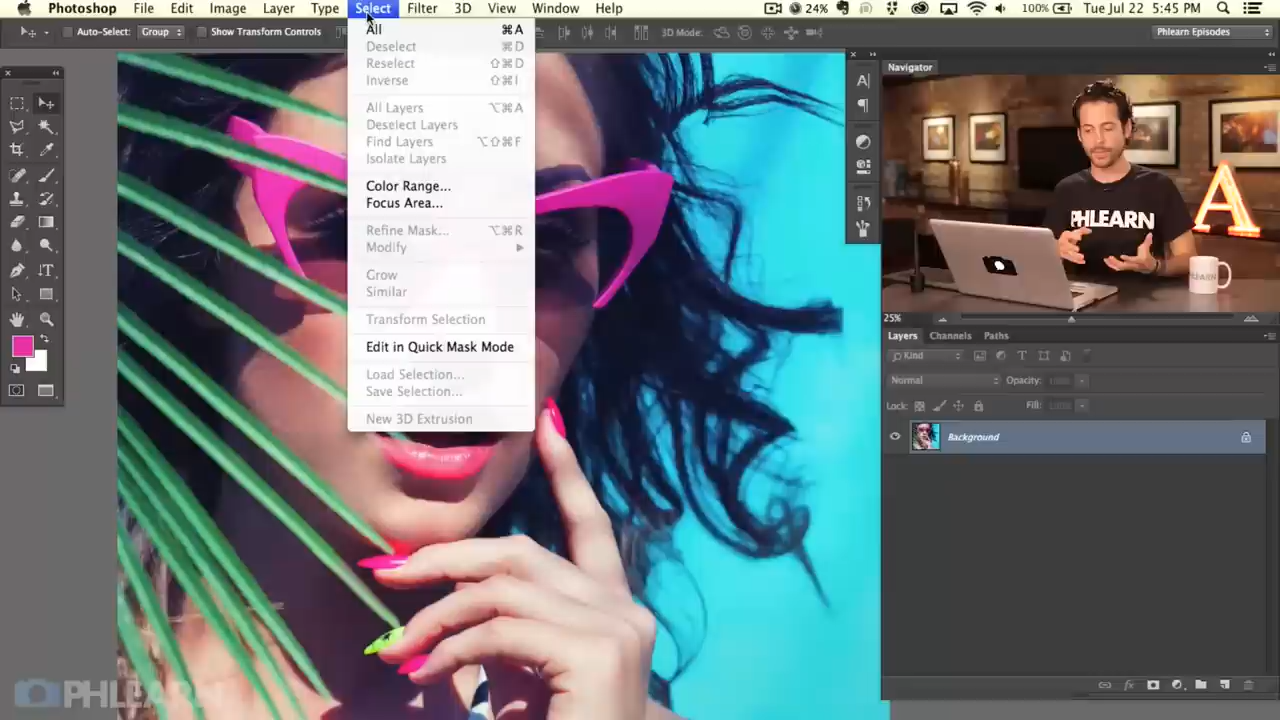 Photoshop File Edit Image Layer Type Select Filter 3D View Window Help 24% 100% Tue Jul 22 5:45 PM
Auto-Select: Group Show Transform Controls 3D Mode: Phlearn Episodes
All ⌘A
Deselect ⌘D
Reselect ⇧⌘D
Inverse ⇧⌘I
All Layers ⌥⌘A
Deselect Layers
Find Layers ⌥⇧⌘F
Isolate Layers
Color Range...
Focus Area...
Refine Mask... ⌥⌘R
Modify
Grow
Similar
Transform Selection
Edit in Quick Mask Mode
Load Selection...
Save Selection...
New 3D Extrusion
Navigator
PHLEARN
PHLEARN
25%
Layers Channels Paths
Kind
Normal Opacity:
Lock: Fill:
Background
PHLEARN